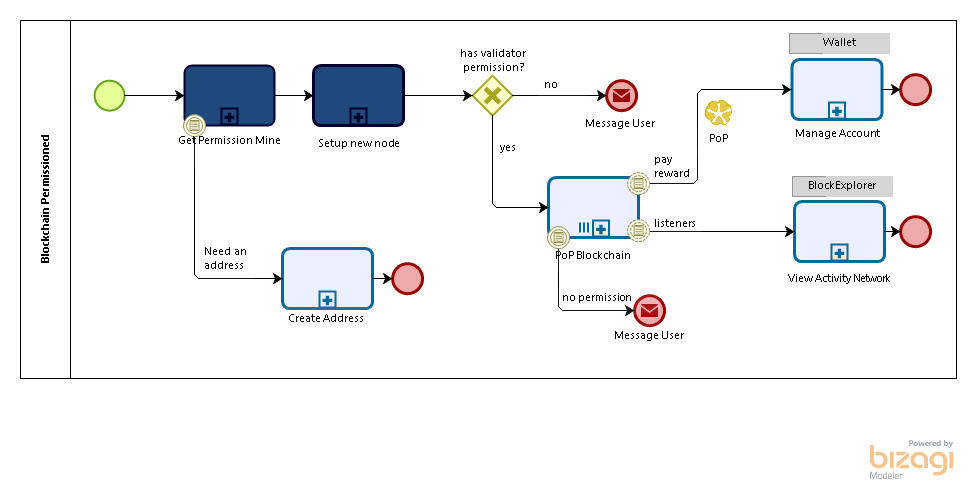 Blockchain Permissioned
Get Permission Mine
Setup new node
has validator
permission?
no
Message User
yes
Wallet
Manage Account
PoP
pay
reward
BlockExplorer
listeners
View Activity Network
PoP Blockchain
Need an
address
Create Address
no permission
Message User
Powered by
bizagi
Modeler